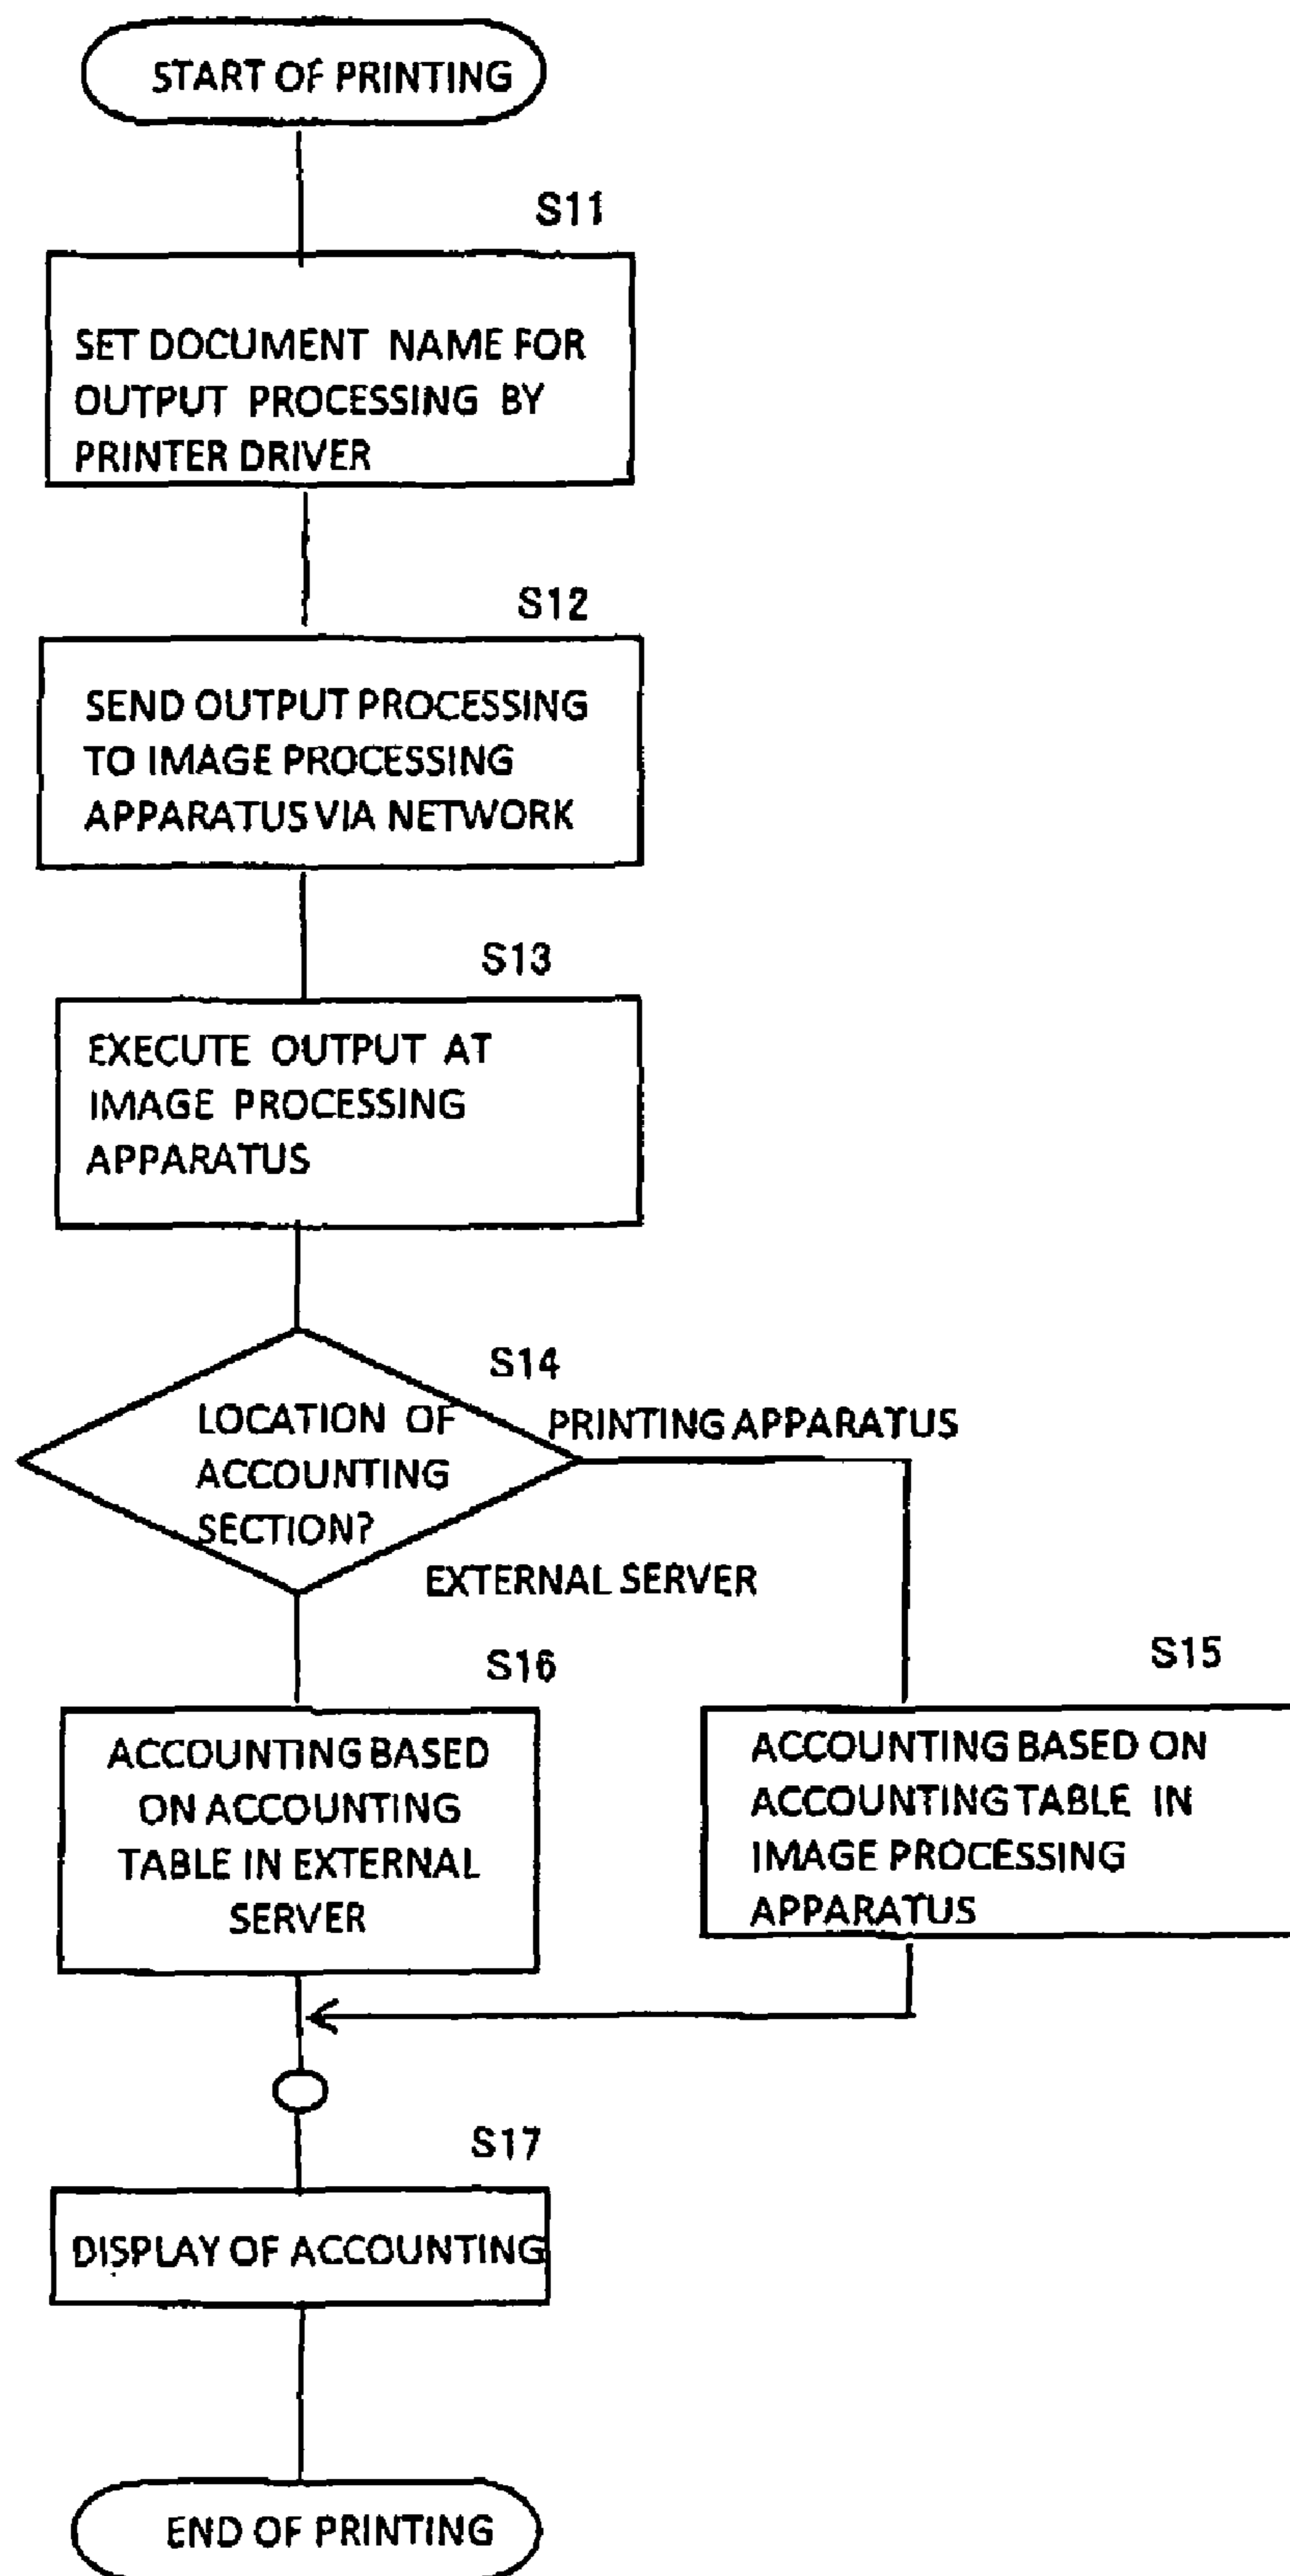 START OF PRINTING
S11
SET DOCUMENT NAME FOR
OUTPUT PROCESSING BY
PRINTER DRIVER
S12
SEND OUTPUT PROCESSING
TO IMAGE PROCESSING
APPARATUS VIA NETWORK
S13
EXECUTE OUTPUT AT
IMAGE PROCESSING
APPARATUS
S14
LOCATION OF
ACCOUNTING
SECTION?
PRINTING APPARATUS
EXTERNAL SERVER
S16
ACCOUNTING BASED
ON ACCOUNTING
TABLE IN EXTERNAL
SERVER
S15
ACCOUNTING BASED ON
ACCOUNTING TABLE IN
IMAGE PROCESSING
APPARATUS
S17
DISPLAY OF ACCOUNTING
END OF PRINTING